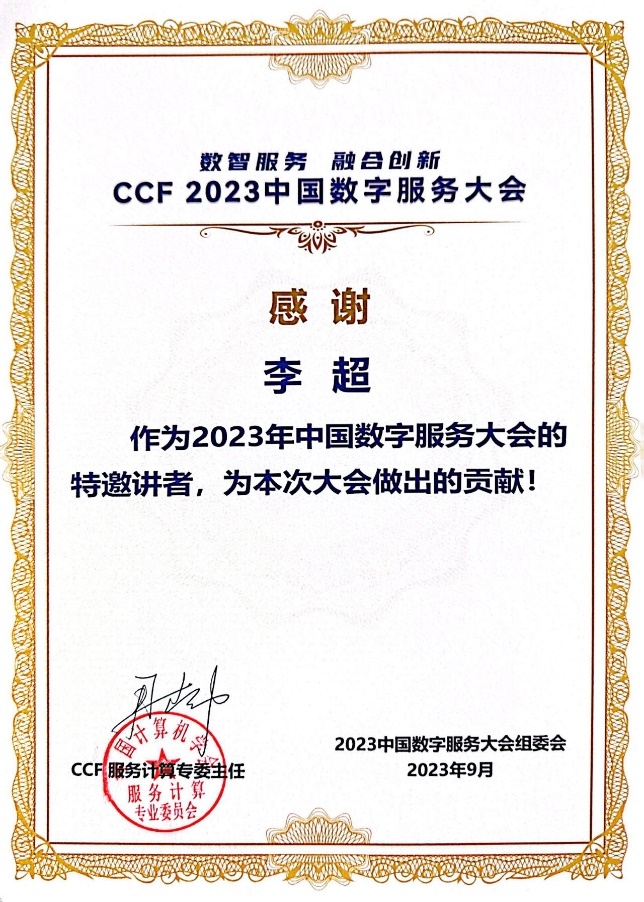 数智服务 融合创新
CCF 2023中国数字服务大会
感 谢
李 超
作为2023年中国数字服务大会的
特邀讲者，为本次大会做出的贡献！
中国计算机学会
CCF 服务计算专委主任
服务计算
专业委员会
2023中国数字服务大会组委会
2023年9月